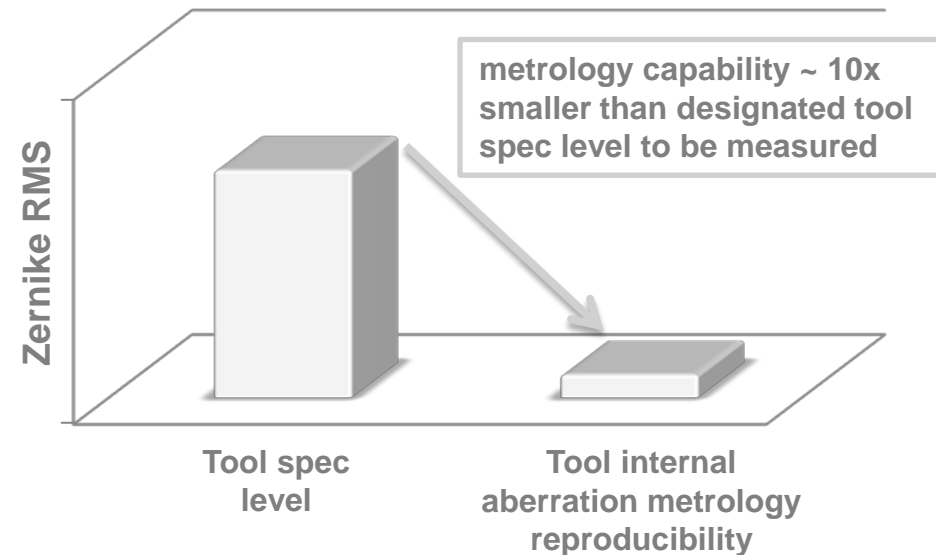 metrology capability ~ 10x
smaller than designated tool
spec level to be measured
Zernike RMS
Tool spec
level
Tool internal
aberration metrology
reproducibility